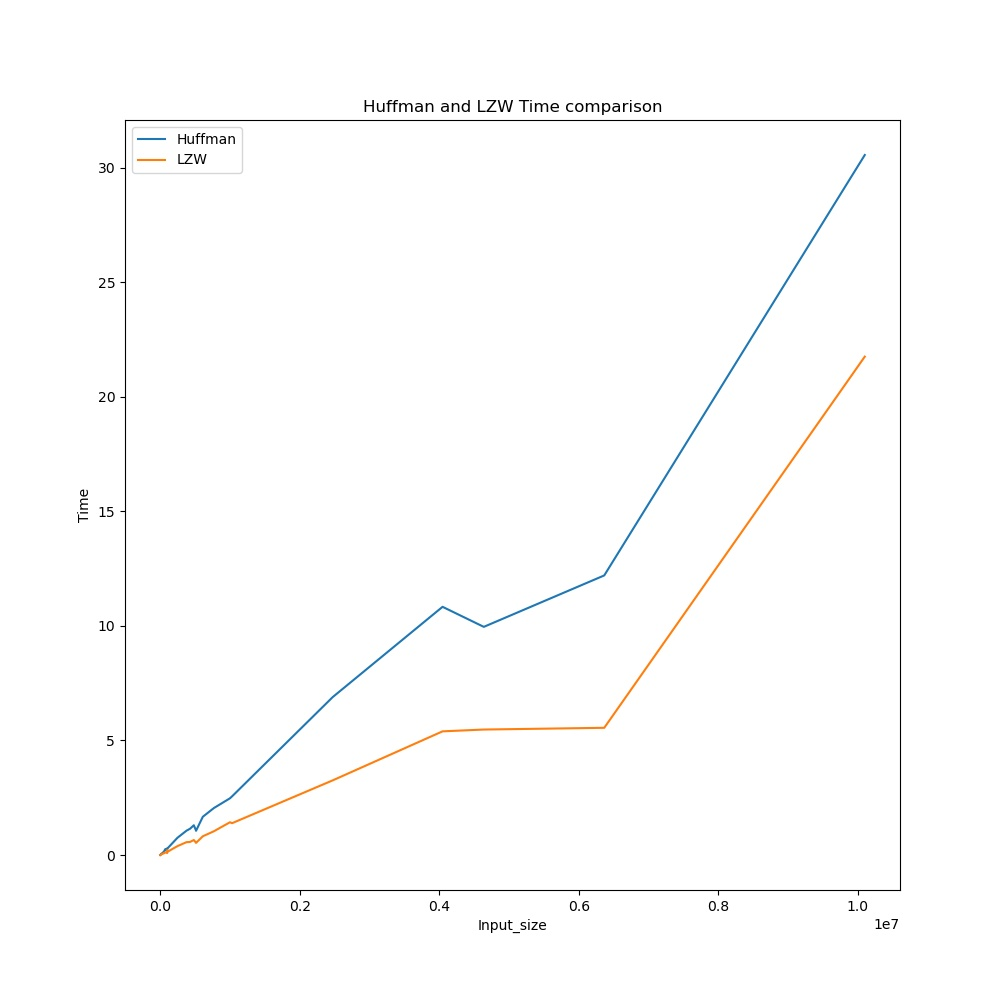 Huffman and LZW Time comparison
Huffman
LZW
30
25
20
15
10
5
0
Time
0.0 0.2 0.4 0.6 0.8 1.0
1e7
Input_size